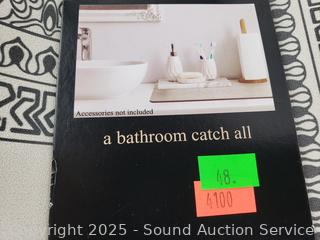 Accessories not included
a bathroom catch all
48.
4100
Copyright 2025 - Sound Auction Service